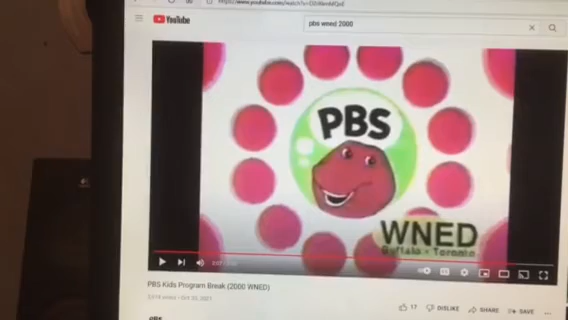 YouTube
pbs wned 2000
PBS
WNED
Buffalo - Toronto
PBS Kids Program Break (2000 WNED)
17
DISLIKE
SHARE
SAVE